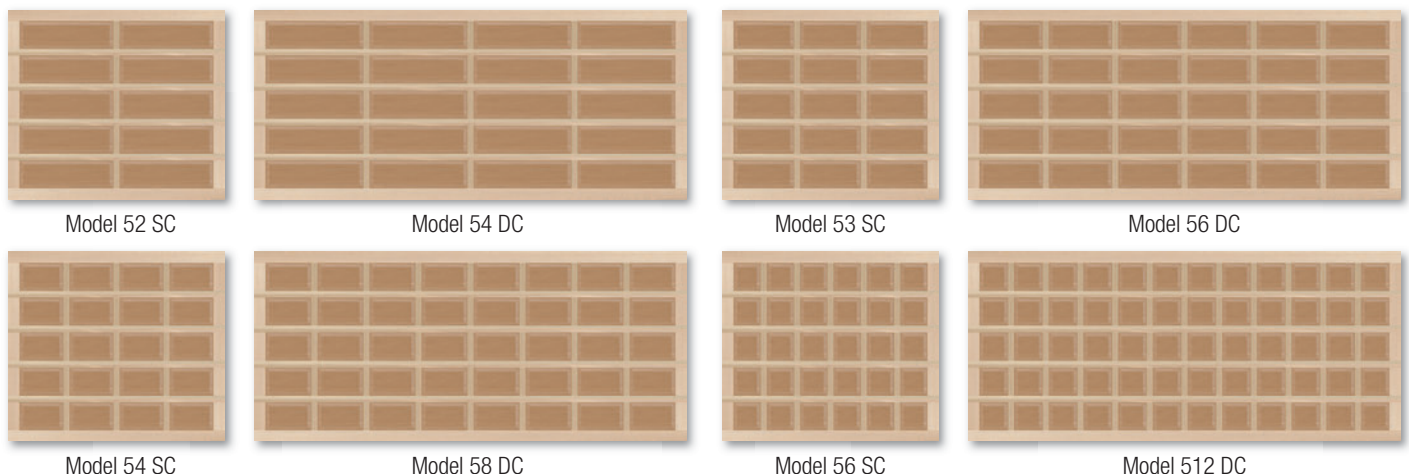 Model 52 SC
Model 54 DC
Model 53 SC
Model 56 DC
Model 54 SC
Model 58 DC
Model 56 SC
Model 512 DC